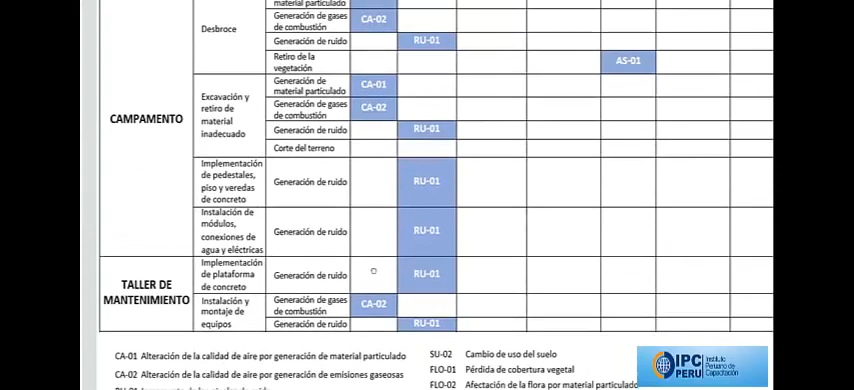 material particulado
Generación de gases
de combustión
CA-02
Desbroce
Generación de ruido
RU-01
Retiro de la
vegetación
AS-01
CAMPAMENTO
Excavación y
retiro de
material
inadecuado
Generación de
material particulado
CA-01
Generación de gases
de combustión
CA-02
Generación de ruido
RU-01
Corte del terreno
Implementación
de pedestales,
piso y veredas
de concreto
Generación de ruido
RU-01
Instalación de
módulos,
conexiones de
agua y eléctricas
Generación de ruido
RU-01
TALLER DE
MANTENIMIENTO
Implementación
de plataforma
de concreto
Generación de ruido
RU-01
Instalación y
montaje de
equipos
Generación de gases
de combustión
CA-02
Generación de ruido
RU-01
CA-01 Alteración de la calidad de aire por generación de material particulado
CA-02 Alteración de la calidad de aire por generación de emisiones gaseosas
SU-02 Cambio de uso del suelo
FLO-01 Pérdida de cobertura vegetal
FLO-02 Afectación de la flora por material particulado
IPC
PERU
Instituto
Peruano de
Capacitación